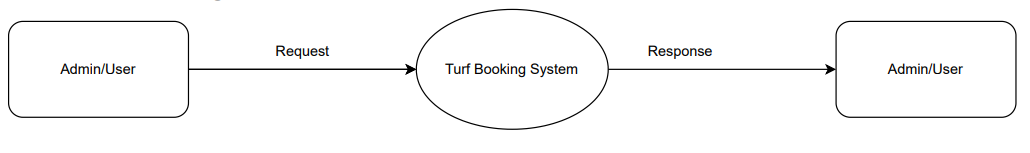 Request
Response
Admin/User
Turf Booking System
Admin/User